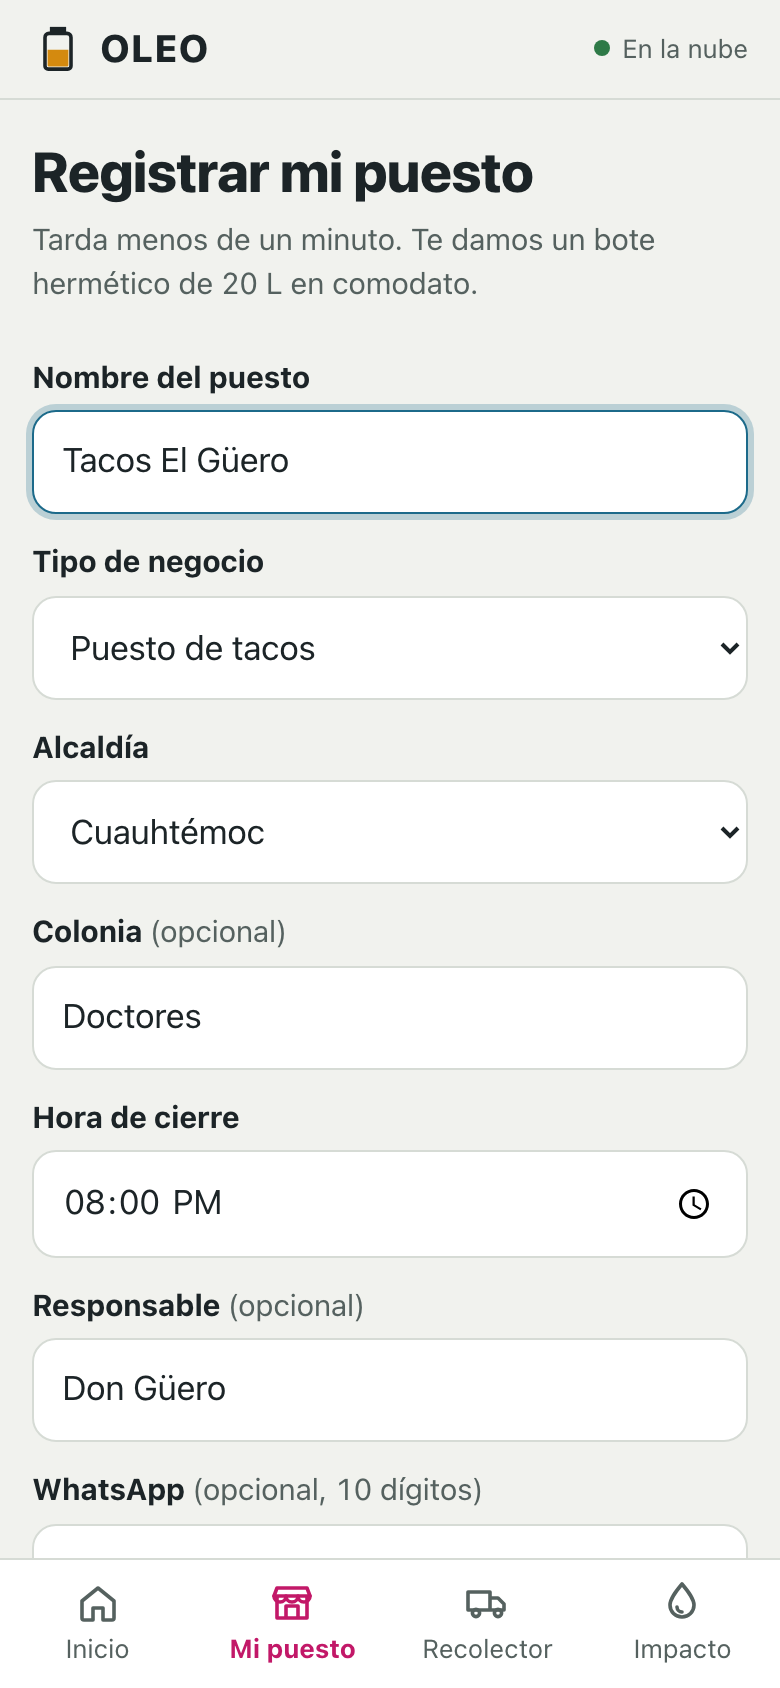 OLEO
En la nube
Registrar mi puesto
Tarda menos de un minuto. Te damos un bote
hermético de 20 L en comodato.
Nombre del puesto
Tacos El Güero
Tipo de negocio
Puesto de tacos
Alcaldía
Cuauhtémoc
Colonia (opcional)
Doctores
Hora de cierre
08:00 PM
Responsable (opcional)
Don Güero
WhatsApp (opcional, 10 dígitos)
Inicio
Mi puesto
Recolector
Impacto